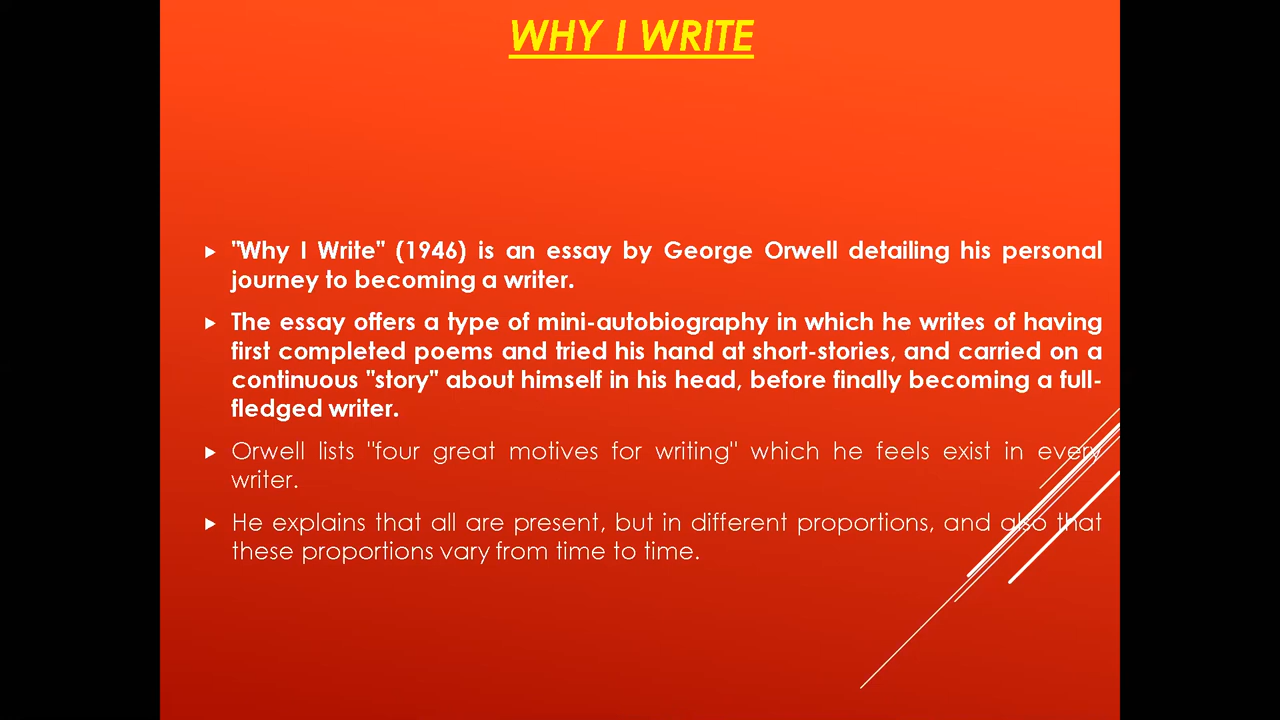 WHY I WRITE
"Why I Write" (1946) is an essay by George Orwell detailing his personal
journey to becoming a writer.
The essay offers a type of mini-autobiography in which he writes of having
first completed poems and tried his hand at short-stories, and carried on a
continuous "story" about himself in his head, before finally becoming a full-
fledged writer.
Orwell lists "four great motives for writing" which he feels exist in every
writer.
He explains that all are present, but in different proportions, and also that
these proportions vary from time to time.